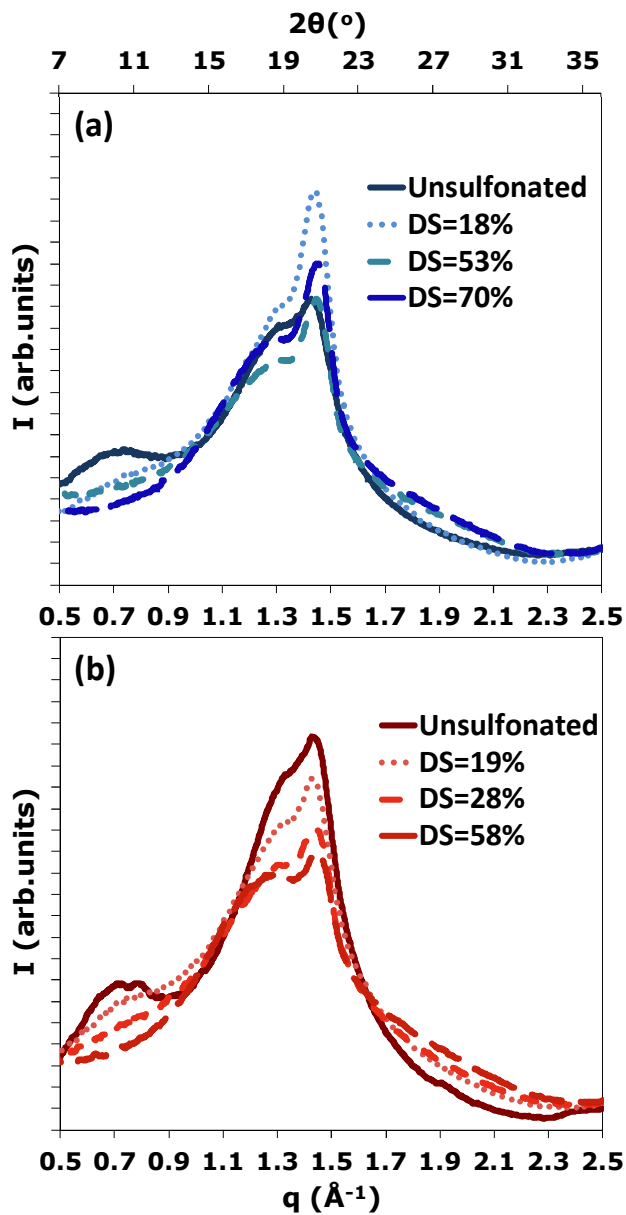 2θ(º)
7 11 15 19 23 27 31 35
(a)
Unsulfonated
DS=18%
DS=53%
DS=70%
I (arb.units)
0.5 0.7 0.9 1.1 1.3 1.5 1.7 1.9 2.1 2.3 2.5
(b)
Unsulfonated
DS=19%
DS=28%
DS=58%
I (arb.units)
0.5 0.7 0.9 1.1 1.3 1.5 1.7 1.9 2.1 2.3 2.5
q (Å⁻¹)